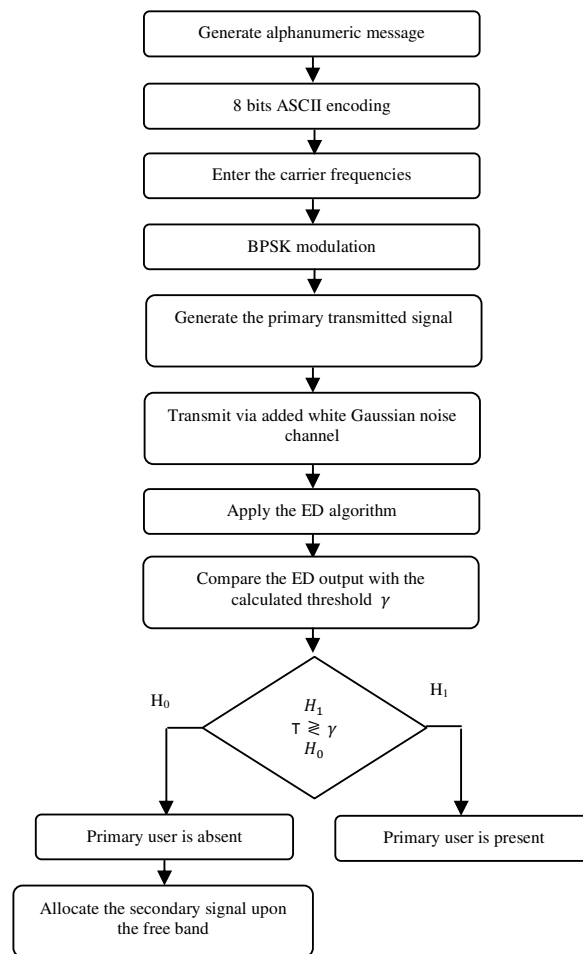 Generate alphanumeric message
8 bits ASCII encoding
Enter the carrier frequencies
BPSK modulation
Generate the primary transmitted signal
Transmit via added white Gaussian noise
channel
Apply the ED algorithm
Compare the ED output with the
calculated threshold γ
H₀
H₁
H₁
T ≷ γ
H₀
Primary user is absent
Primary user is present
Allocate the secondary signal upon
the free band